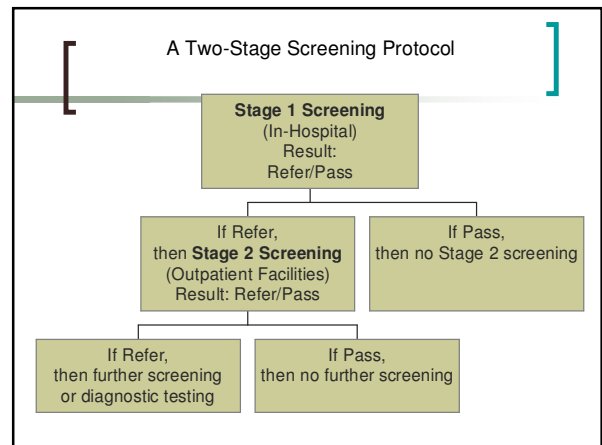 A Two-Stage Screening Protocol
Stage 1 Screening
(In-Hospital)
Result:
Refer/Pass
If Refer,
then Stage 2 Screening
(Outpatient Facilities)
Result: Refer/Pass
If Pass,
then no Stage 2 screening
If Refer,
then further screening
or diagnostic testing
If Pass,
then no further screening